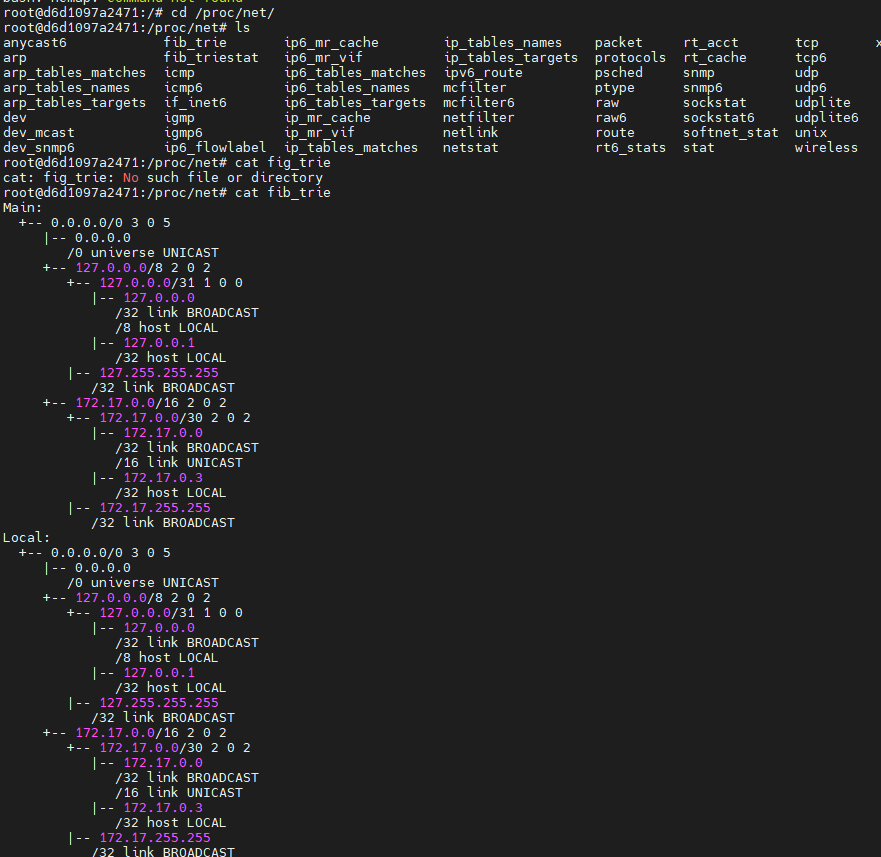 bash: nemap: command not found
root@d6d1097a2471:/# cd /proc/net/
root@d6d1097a2471:/proc/net# ls
anycast6 fib_trie ip6_mr_cache ip_tables_names packet rt_acct tcp x
arp fib_triestat ip6_mr_vif ip_tables_targets protocols rt_cache tcp6
arp_tables_matches icmp ip6_tables_matches ipv6_route psched snmp udp
arp_tables_names icmp6 ip6_tables_names mcfilter ptype snmp6 udp6
arp_tables_targets if_inet6 ip6_tables_targets mcfilter6 raw sockstat udplite
dev igmp ip_mr_cache netfilter raw6 sockstat6 udplite6
dev_mcast igmp6 ip_mr_vif netlink route softnet_stat unix
dev_snmp6 ip6_flowlabel ip_tables_matches netstat rt6_stats stat wireless
root@d6d1097a2471:/proc/net# cat fig_trie
cat: fig_trie: No such file or directory
root@d6d1097a2471:/proc/net# cat fib_trie
Main:
+-- 0.0.0.0/0 3 0 5
|-- 0.0.0.0
/0 universe UNICAST
+-- 127.0.0.0/8 2 0 2
+-- 127.0.0.0/31 1 0 0
|-- 127.0.0.0
/32 link BROADCAST
/8 host LOCAL
|-- 127.0.0.1
/32 host LOCAL
|-- 127.255.255.255
/32 link BROADCAST
+-- 172.17.0.0/16 2 0 2
+-- 172.17.0.0/30 2 0 2
|-- 172.17.0.0
/32 link BROADCAST
/16 link UNICAST
|-- 172.17.0.3
/32 host LOCAL
|-- 172.17.255.255
/32 link BROADCAST
Local:
+-- 0.0.0.0/0 3 0 5
|-- 0.0.0.0
/0 universe UNICAST
+-- 127.0.0.0/8 2 0 2
+-- 127.0.0.0/31 1 0 0
|-- 127.0.0.0
/32 link BROADCAST
/8 host LOCAL
|-- 127.0.0.1
/32 host LOCAL
|-- 127.255.255.255
/32 link BROADCAST
+-- 172.17.0.0/16 2 0 2
+-- 172.17.0.0/30 2 0 2
|-- 172.17.0.0
/32 link BROADCAST
/16 link UNICAST
|-- 172.17.0.3
/32 host LOCAL
|-- 172.17.255.255
/32 link BROADCAST